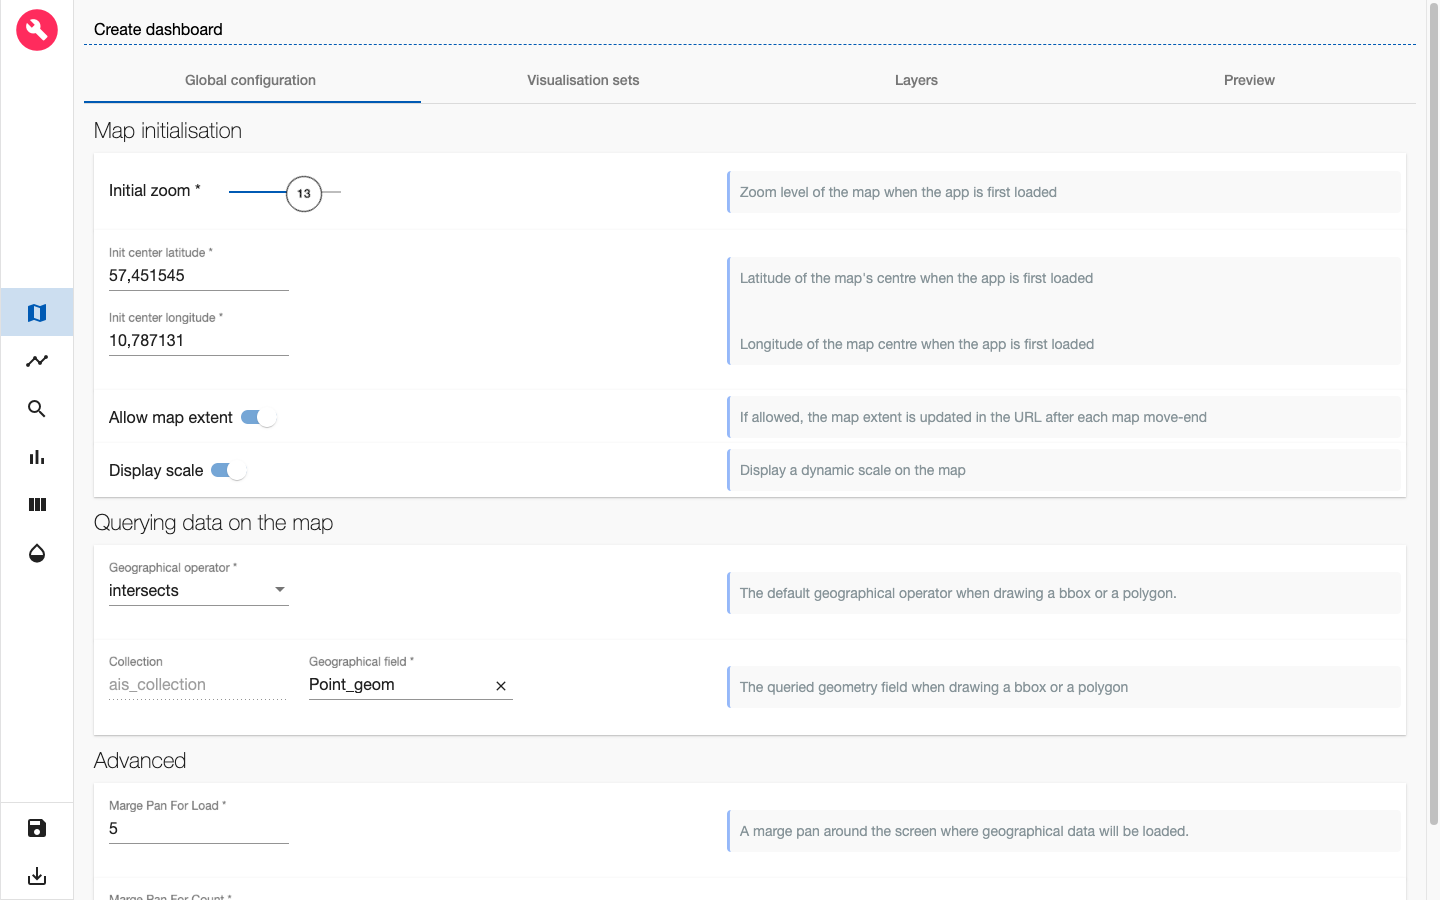 Create dashboard
Global configuration
Visualisation sets
Layers
Preview
Map initialisation
Initial zoom *
13
Zoom level of the map when the app is first loaded
Init center latitude *
57,451545
Latitude of the map's centre when the app is first loaded
Init center longitude *
10,787131
Longitude of the map centre when the app is first loaded
Allow map extent
If allowed, the map extent is updated in the URL after each map move-end
Display scale
Display a dynamic scale on the map
Querying data on the map
Geographical operator *
intersects
The default geographical operator when drawing a bbox or a polygon.
Collection
ais_collection
Geographical field *
Point_geom
The queried geometry field when drawing a bbox or a polygon
Advanced
Marge Pan For Load *
5
A marge pan around the screen where geographical data will be loaded.
Marge Pan For Count *